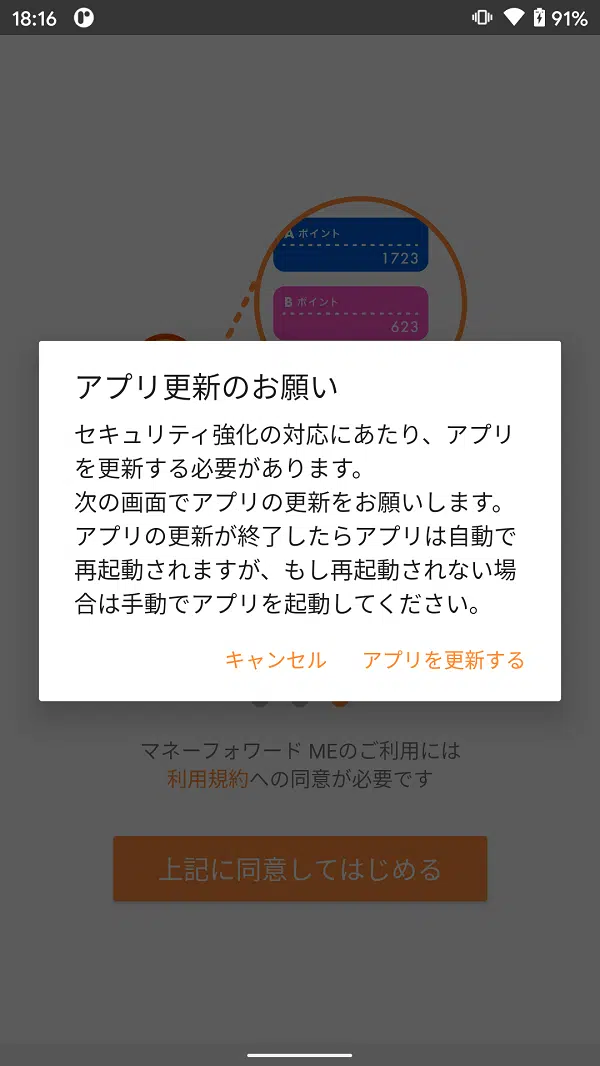 18:16
91%
A ポイント
1723
B ポイント
623
アプリ更新のお願い
セキュリティ強化の対応にあたり、アプリ
を更新する必要があります。
次の画面でアプリの更新をお願いします。
アプリの更新が終了したらアプリは自動で
再起動されますが、もし再起動されない場
合は手動でアプリを起動してください。
キャンセル アプリを更新する
マネーフォワード MEのご利用には
利用規約への同意が必要です
上記に同意してはじめる